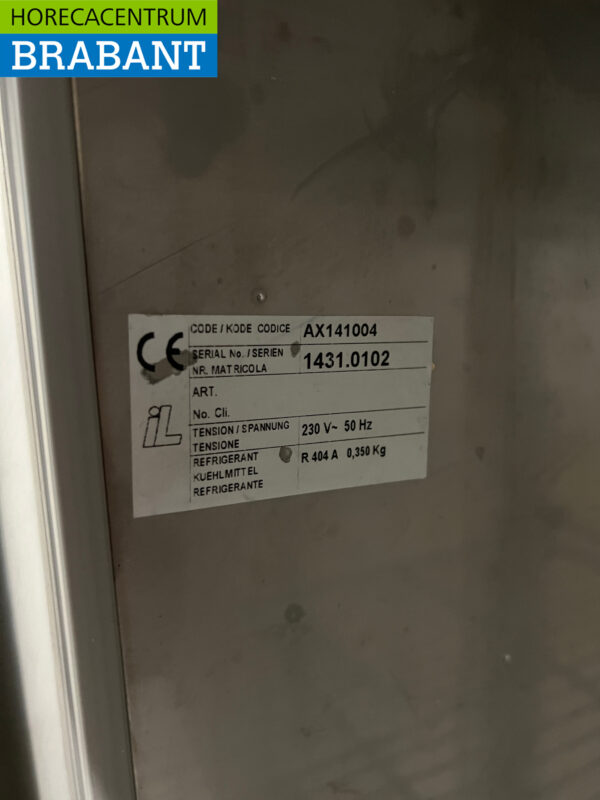 HORECACENTRUM
BRABANT
CE
CODE / KODE CODICE AX141004
SERIAL No. / SERIEN
NR. MATRICOLA 1431.0102
ART.
No. Cli.
iL
TENSION / SPANNUNG
TENSIONE 230 V~ 50 Hz
REFRIGERANT R 404 A 0,350 Kg
KUEHLMITTEL
REFRIGERANTE